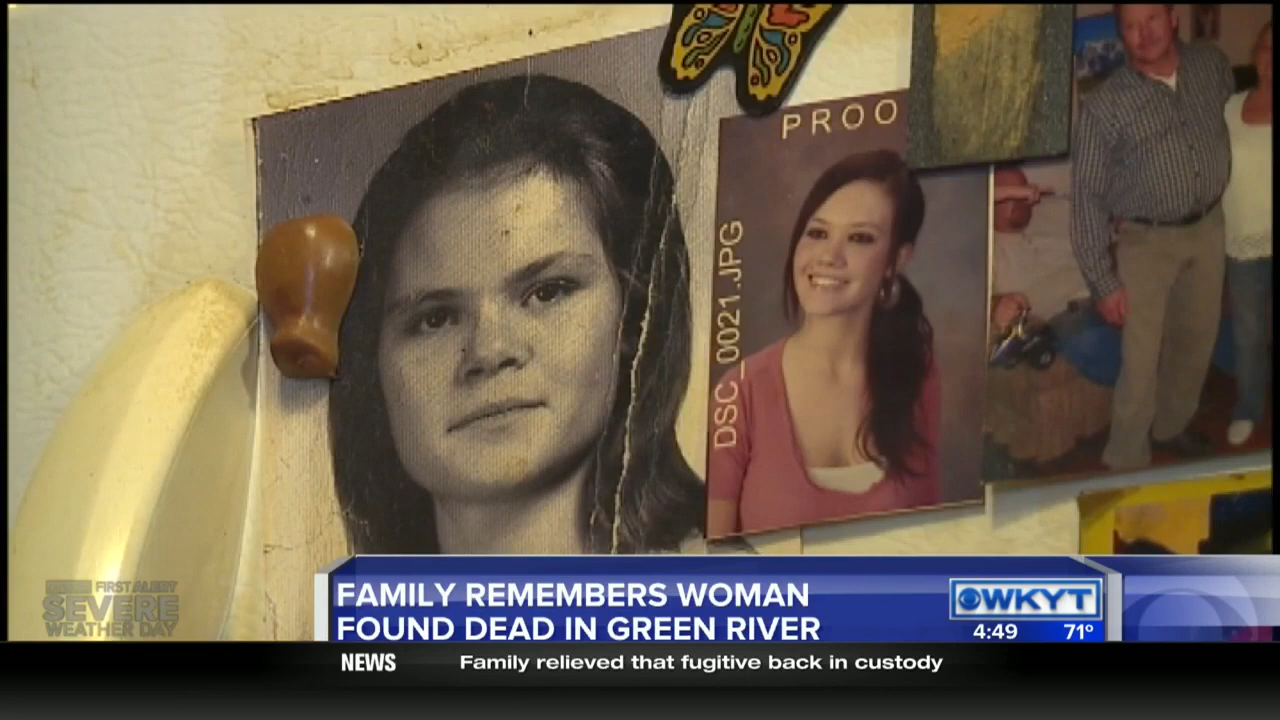 PROO
DSC_0021.JPG
FIRST ALERT
SEVERE
WEATHER DAY
FAMILY REMEMBERS WOMAN
FOUND DEAD IN GREEN RIVER
WKYT
4:49 71°
NEWS Family relieved that fugitive back in custody